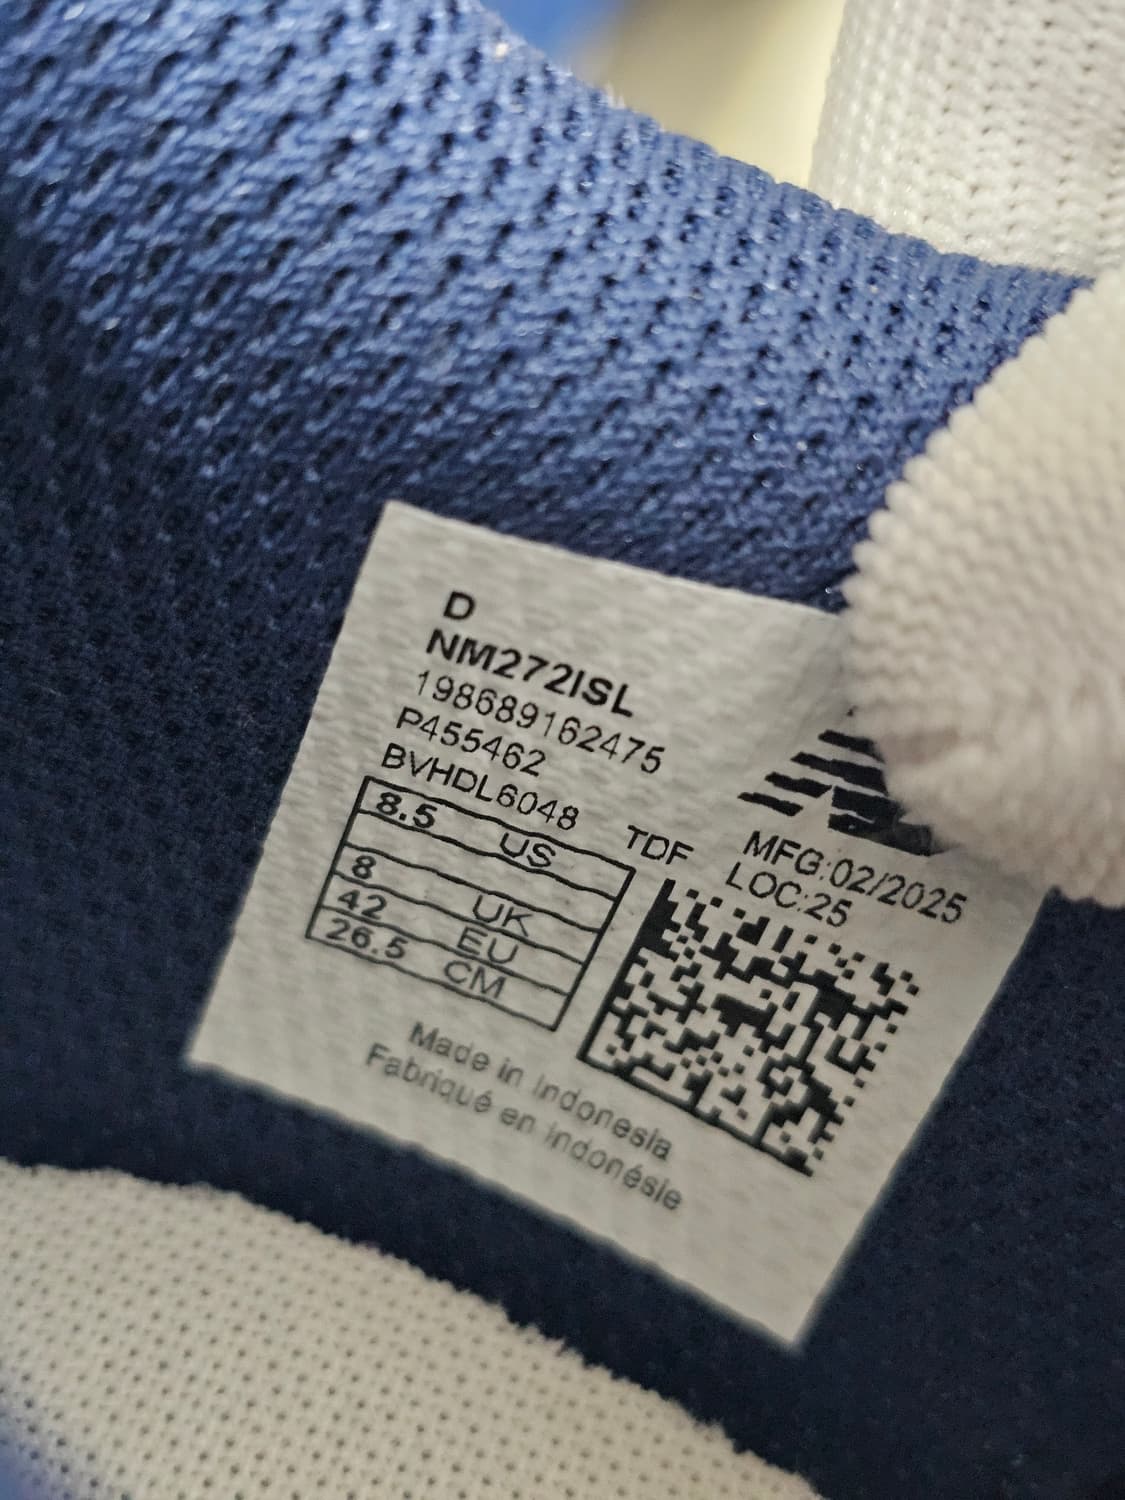 D
NM272ISL
198689162475
P455462
BVHDL6048
TDF
MFG:02/2025
LOC:25
8.5 US
8 UK
42 EU
26.5 CM
Made in Indonesia
Fabriqué en Indonésie